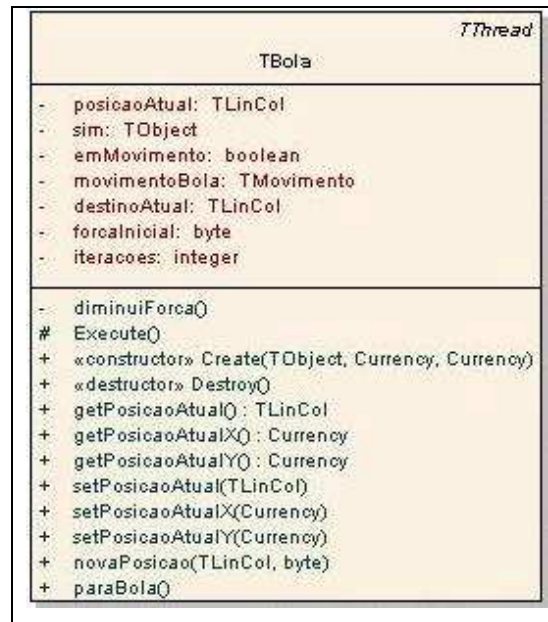 TThread
TBola
- posicaoAtual: TLinCol
- sim: TObject
- emMovimento: boolean
- movimentoBola: TMovimento
- destinoAtual: TLinCol
- forcaInicial: byte
- iteracoes: integer
- diminuiForca()
# Execute()
+ «constructor» Create(TObject, Currency, Currency)
+ «destructor» Destroy()
+ getPosicaoAtual() : TLinCol
+ getPosicaoAtualX() : Currency
+ getPosicaoAtualY() : Currency
+ setPosicaoAtual(TLinCol)
+ setPosicaoAtualX(Currency)
+ setPosicaoAtualY(Currency)
+ novaPosicao(TLinCol, byte)
+ paraBola()